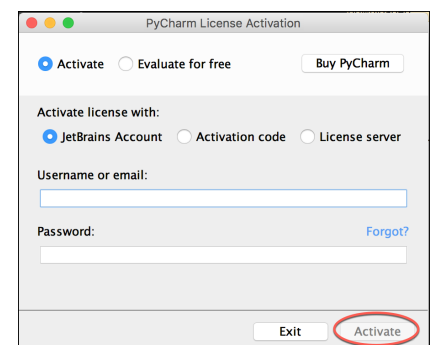 PyCharm License Activation
Activate Evaluate for free Buy PyCharm
Activate license with:
JetBrains Account Activation code License server
Username or email:
Password: Forgot?
Exit Activate